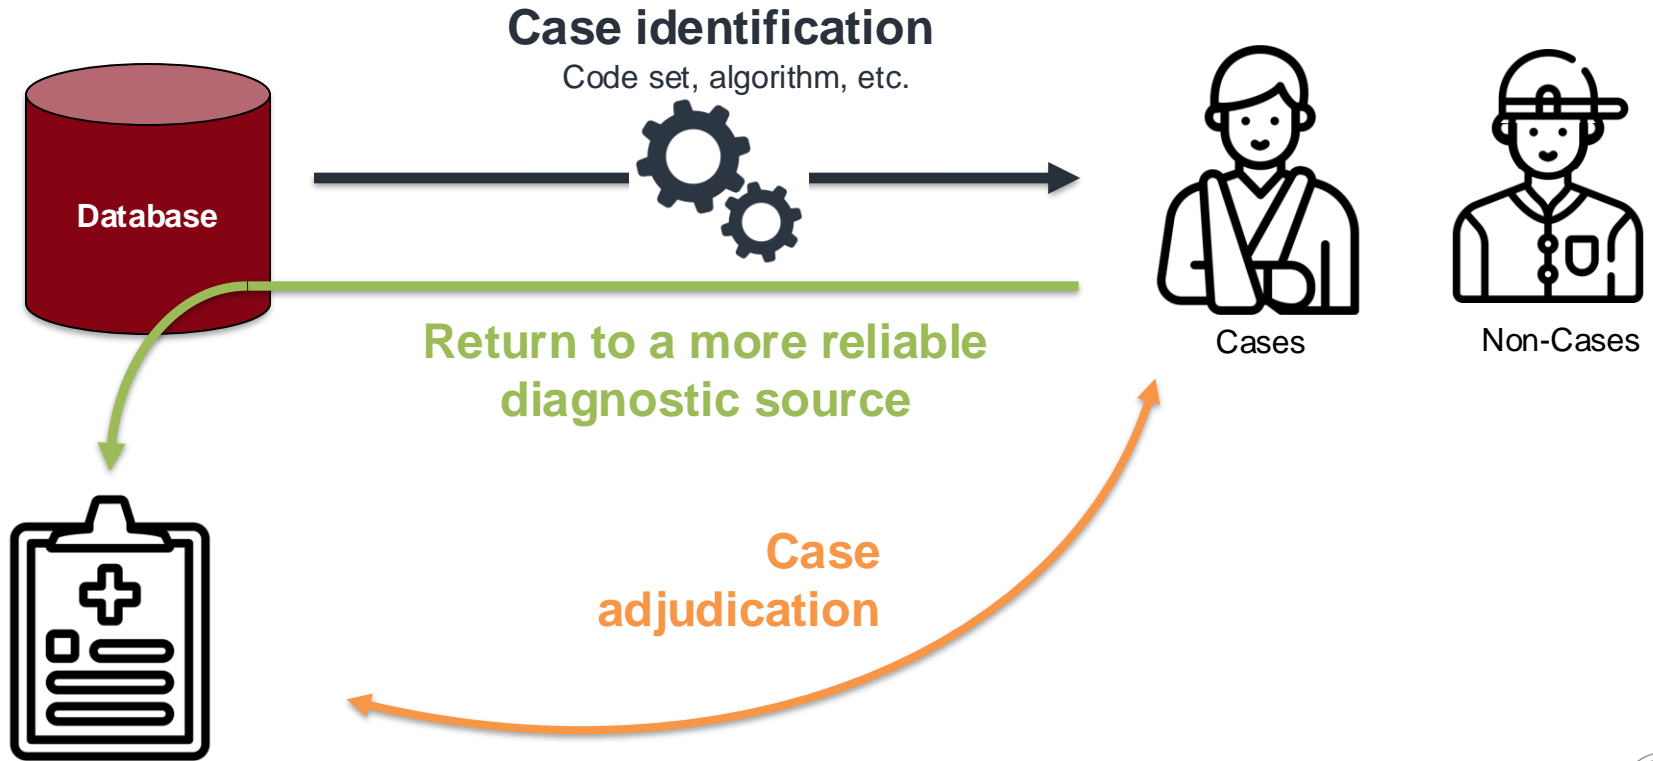 Case identification
Code set, algorithm, etc.
Database
Return to a more reliable
diagnostic source
Cases
Non-Cases
Case
adjudication